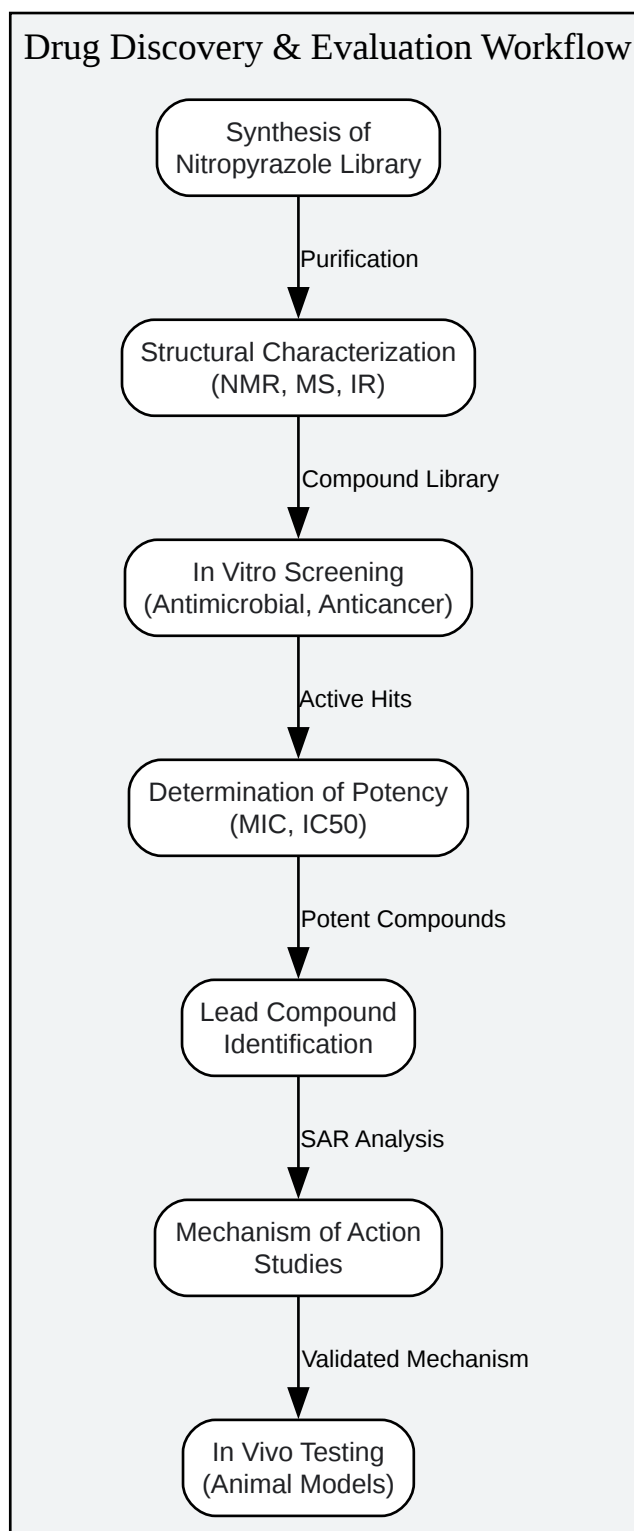 Drug Discovery & Evaluation Workflow
Synthesis of
Nitropyrazole Library
Purification
Structural Characterization
(NMR, MS, IR)
Compound Library
In Vitro Screening
(Antimicrobial, Anticancer)
Active Hits
Determination of Potency
(MIC, IC50)
Potent Compounds
Lead Compound
Identification
SAR Analysis
Mechanism of Action
Studies
Validated Mechanism
In Vivo Testing
(Animal Models)